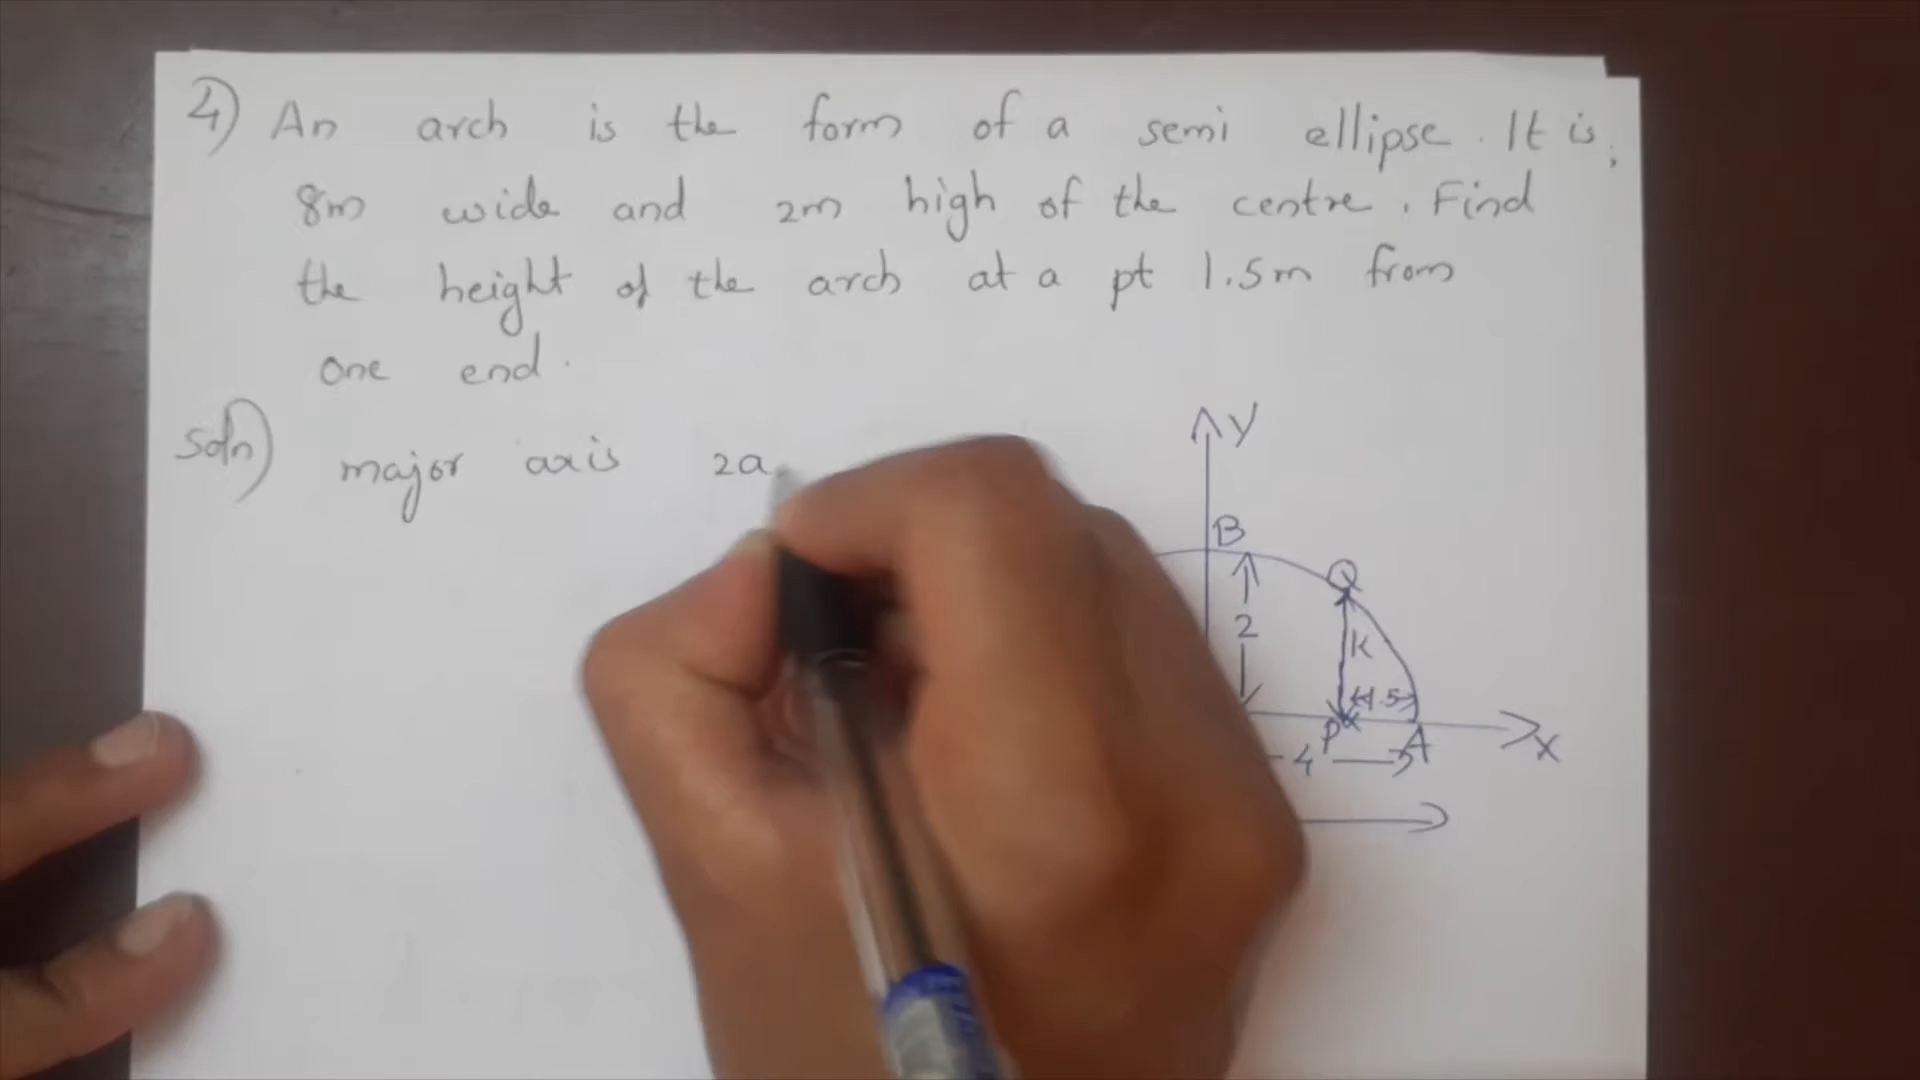 4) An arch is the form of a semi ellipse. It is
8m wide and 2m high of the centre. Find
the height of the arch at a pt 1.5m from
one end.
Soln) major axis 2a
Y
B
Q
2
K
1.5
P
A
X
4